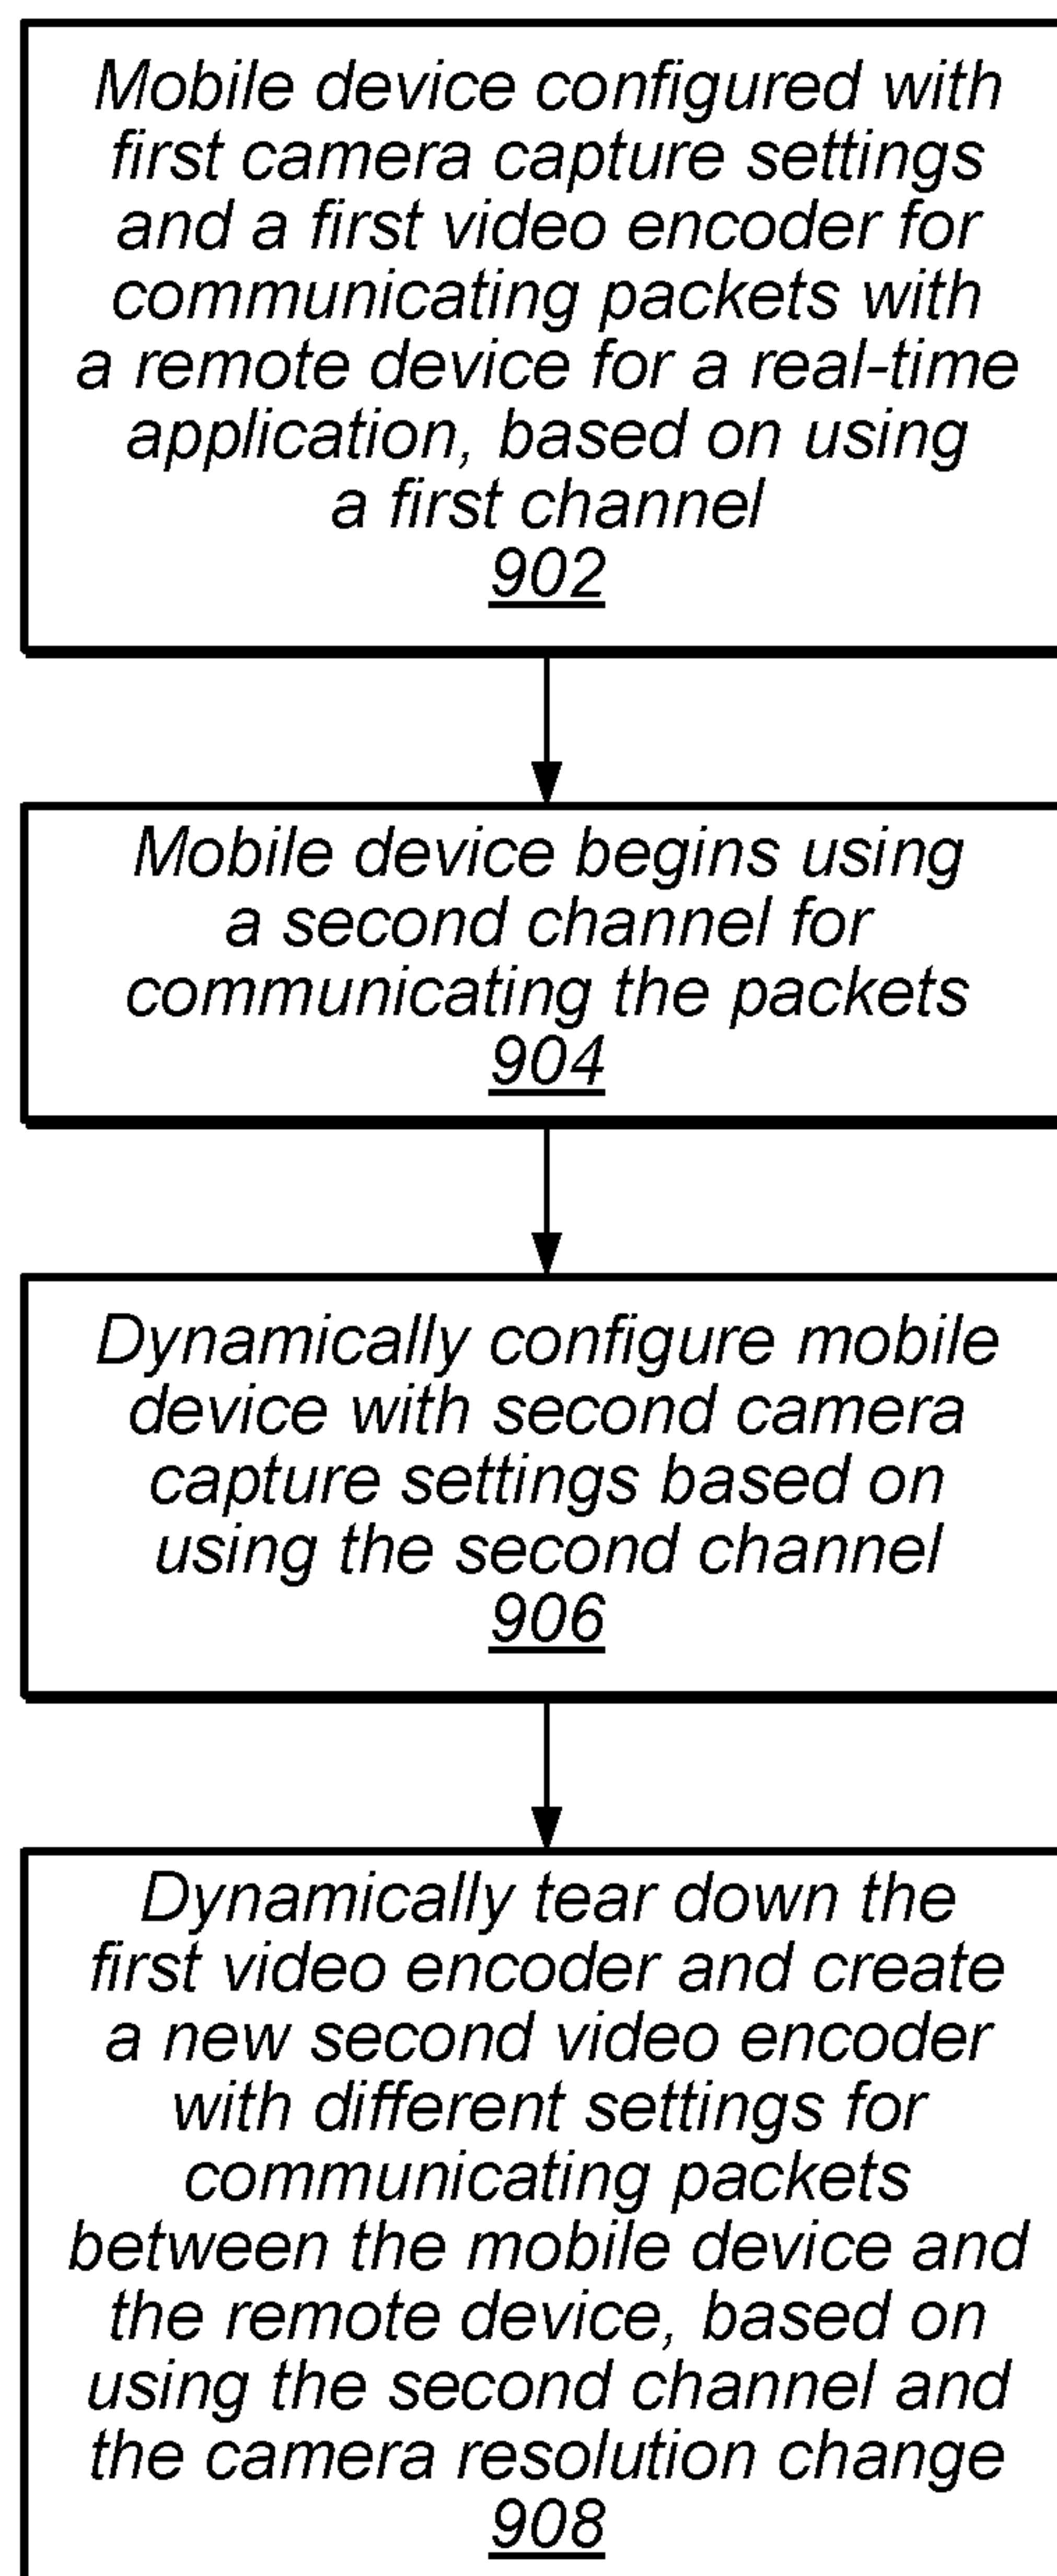 Mobile device configured with
first camera capture settings
and a first video encoder for
communicating packets with
a remote device for a real-time
application, based on using
a first channel
902
Mobile device begins using
a second channel for
communicating the packets
904
Dynamically configure mobile
device with second camera
capture settings based on
using the second channel
906
Dynamically tear down the
first video encoder and create
a new second video encoder
with different settings for
communicating packets
between the mobile device and
the remote device, based on
using the second channel and
the camera resolution change
908